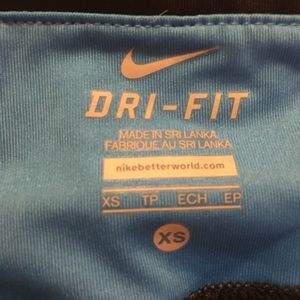 DRI-FIT
MADE IN SRI LANKA
FABRIQUE AU SRI LANKA
nikebetterworld.com
XS TP ECH EP
XS